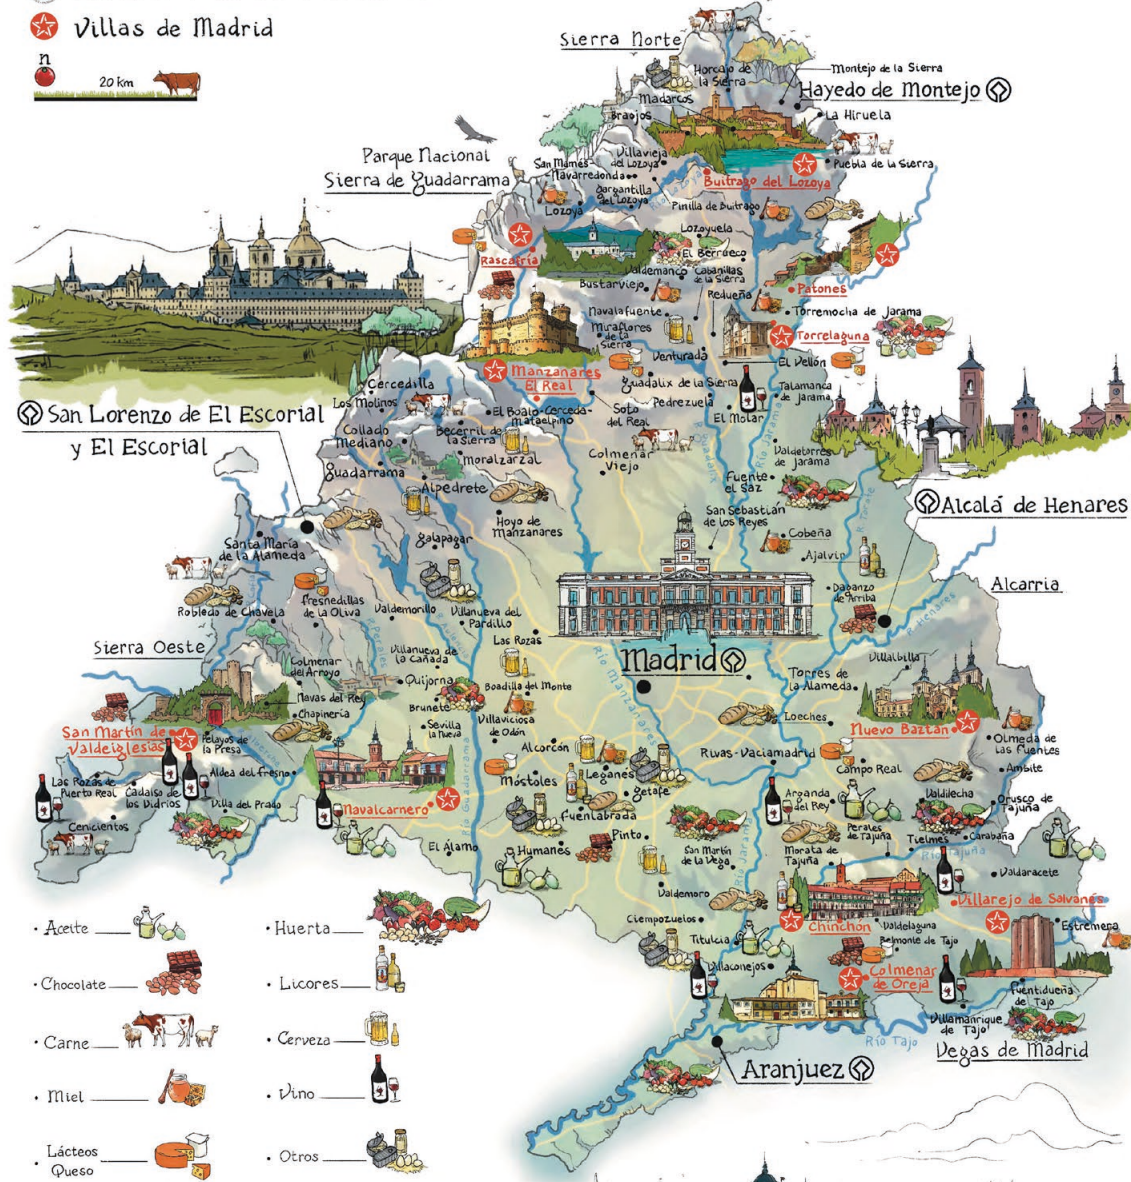 Villas de Madrid
n
20 km
Sierra Norte
Horcajo de
la Sierra
Montejo de la Sierra
Hayedo de Montejo
Madarcos
Braojos
La Hiruela
Parque Nacional
Sierra de Guadarrama
San Mamés-
Navarredonda
Villavieja
del Lozoya
Puebla de la Sierra
Buitrago del Lozoya
Gargantilla
del Lozoya
Lozoya
Pinilla de Buitrago
Rascafría
Lozoyuela
El Berrueco
Valdemanco
Cabanillas
de la Sierra
Bustarviejo
Redueña
Patones
Navalafuente
Torremocha de Jarama
Miraflores
de la
Sierra
Torrelaguna
Venturada
El Vellón
Manzanares
El Real
Guadalix de la Sierra
Cercedilla
Los Molinos
Pedrezuela
Talamanca
de Jarama
San Lorenzo de El Escorial
y El Escorial
El Boalo-Cerceda-
Mataelpino
Soto
del Real
El Molar
Collado
Mediano
Becerril de
la Sierra
R. Guadalix
Río Jarama
Moralzarzal
Colmenar
Viejo
Valdetorres
de Jarama
Guadarrama
Alpedrete
Fuente
el Saz
R. Torote
Alcalá de Henares
Hoyo de
Manzanares
San Sebastián
de los Reyes
Santa María
de la Alameda
Galapagar
Cobeña
Ajalvir
Alcarria
Robledo de Chavela
Fresnedillas
de la Oliva
Valdemorillo
Villanueva del
Pardillo
Daganzo
de Arriba
R. Henares
Sierra Oeste
R. Perales
Las Rozas
Río Manzanares
Madrid
Villalbilla
Colmenar
del Arroyo
Villanueva de
la Cañada
Quijorna
Torres de
la Alameda
Navas del Rey
Boadilla del Monte
Chapinería
Brunete
Villaviciosa
de Odón
Loeches
San Martín de
Valdeiglesias
Pelayos de
la Presa
Sevilla
la Nueva
Nuevo Baztán
Olmeda de
las Fuentes
Alcorcón
Rivas-Vaciamadrid
Las Rozas de
Puerto Real
Cadalso de
los Vidrios
Aldea del Fresno
Móstoles
Leganés
Getafe
Campo Real
Ambite
Villa del Prado
Navalcarnero
Río Guadarrama
Arganda
del Rey
Valdilecha
Orusco de
Tajuña
Cenicientos
Fuenlabrada
Perales
de Tajuña
Tielmes
Carabaña
El Álamo
Humanes
Pinto
San Martín
de la Vega
Río Jarama
Morata de
Tajuña
Río Tajuña
Valdaracete
Valdemoro
Villarejo de Salvanés
Ciempozuelos
Chinchón
Valdelaguna
Estremera
Titulcia
Belmonte de Tajo
Villaconejos
Colmenar
de Oreja
Fuentidueña
de Tajo
Villamanrique
de Tajo
Río Tajo
Vegas de Madrid
Aranjuez
Aceite
Chocolate
Carne
Miel
Lácteos
Queso
Huerta
Licores
Cerveza
Vino
Otros